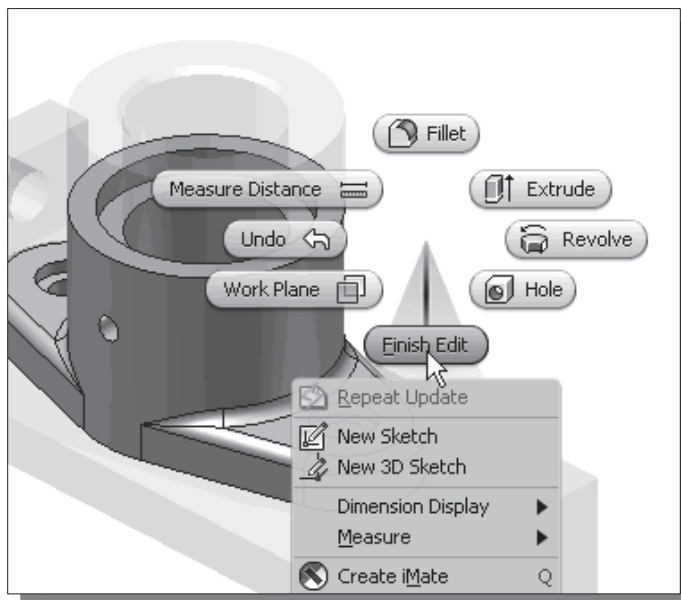 Fillet
Measure Distance
Extrude
Undo
Revolve
Work Plane
Hole
Finish Edit
Repeat Update
New Sketch
New 3D Sketch
Dimension Display
Measure
Create iMate Q